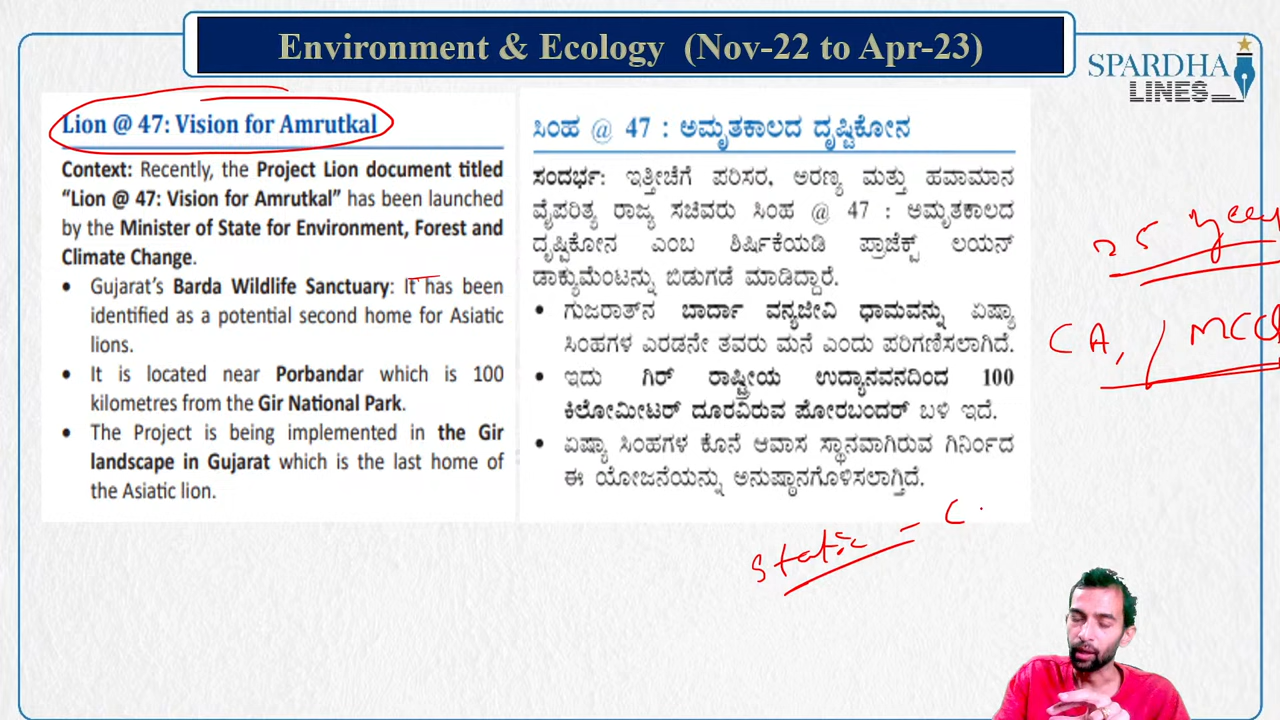 Environment & Ecology (Nov-22 to Apr-23)
SPARDHA
LINES
Lion @ 47: Vision for Amrutkal
Context: Recently, the Project Lion document titled
"Lion @ 47: Vision for Amrutkal" has been launched
by the Minister of State for Environment, Forest and
Climate Change.
• Gujarat's Barda Wildlife Sanctuary: It has been
identified as a potential second home for Asiatic
lions.
• It is located near Porbandar which is 100
kilometres from the Gir National Park.
• The Project is being implemented in the Gir
landscape in Gujarat which is the last home of
the Asiatic lion.
ಸಿಂಹ @ 47 : ಅಮೃತಕಾಲದ ದೃಷ್ಟಿಕೋನ
ಸಂದರ್ಭ: ಇತ್ತೀಚೆಗೆ ಪರಿಸರ, ಅರಣ್ಯ ಮತ್ತು ಹವಾಮಾನ
ವೈಪರಿತ್ಯ ರಾಜ್ಯ ಸಚಿವರು ಸಿಂಹ @ 47 : ಅಮೃತಕಾಲದ
ದೃಷ್ಟಿಕೋನ ಎಂಬ ಶಿರ್ಷಿಕೆಯಡಿ ಪ್ರಾಜೆಕ್ಟ್ ಲಯನ್
ಡಾಕ್ಯುಮೆಂಟನ್ನು ಬಿಡುಗಡೆ ಮಾಡಿದ್ದಾರೆ.
• ಗುಜರಾತ್‌ನ ಬಾರ್ದಾ ವನ್ಯಜೀವಿ ಧಾಮವನ್ನು ಏಷ್ಯಾ
ಸಿಂಹಗಳ ಎರಡನೇ ತವರು ಮನೆ ಎಂದು ಪರಿಗಣಿಸಲಾಗಿದೆ.
• ಇದು ಗಿರ್ ರಾಷ್ಟ್ರೀಯ ಉದ್ಯಾನವನದಿಂದ 100
ಕಿಲೋಮೀಟರ್ ದೂರವಿರುವ ಪೋರಬಂದರ್ ಬಳಿ ಇದೆ.
• ಏಷ್ಯಾ ಸಿಂಹಗಳ ಕೊನೆ ಆವಾಸ ಸ್ಥಾನವಾಗಿರುವ ಗಿರ್ನಿಂದ
ಈ ಯೋಜನೆಯನ್ನು ಅನುಷ್ಠಾನಗೊಳಿಸಲಾಗ್ತಿದೆ.
25 years
CA, / MCQ
Static = C